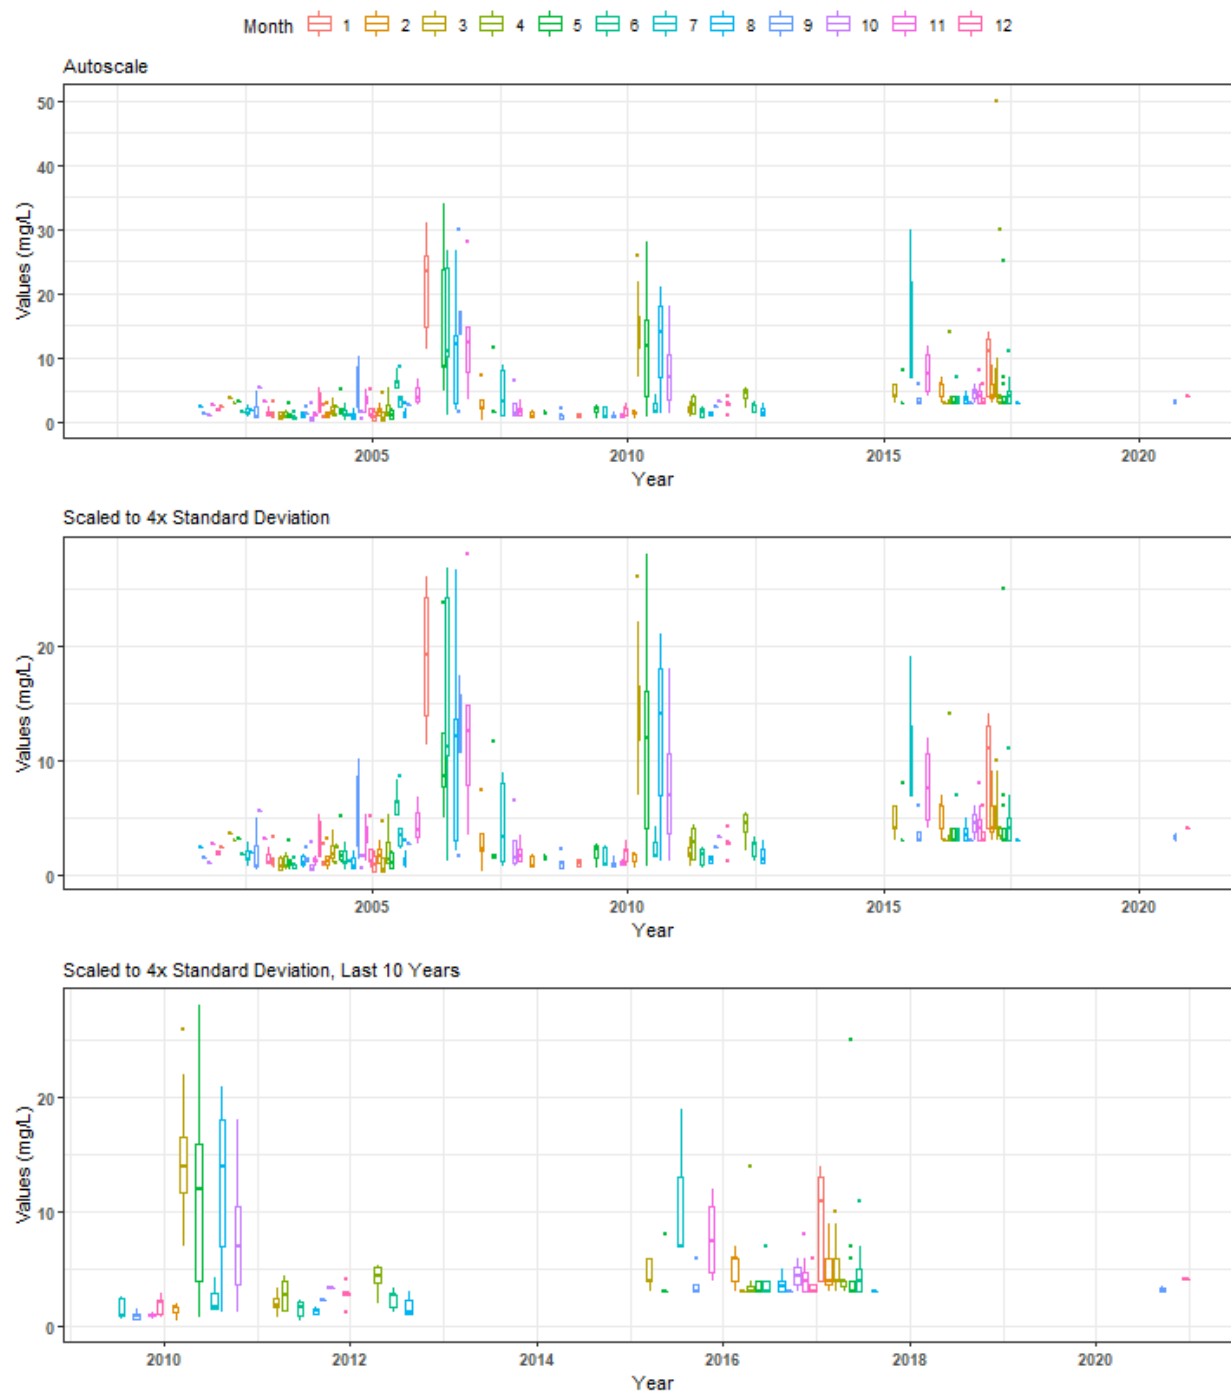 Month 1 2 3 4 5 6 7 8 9 10 11 12
Autoscale
50
40
30
20
10
0
Values (mg/L)
2005 2010 2015 2020
Year
Scaled to 4x Standard Deviation
20
10
0
Values (mg/L)
2005 2010 2015 2020
Year
Scaled to 4x Standard Deviation, Last 10 Years
20
10
0
Values (mg/L)
2010 2012 2014 2016 2018 2020
Year